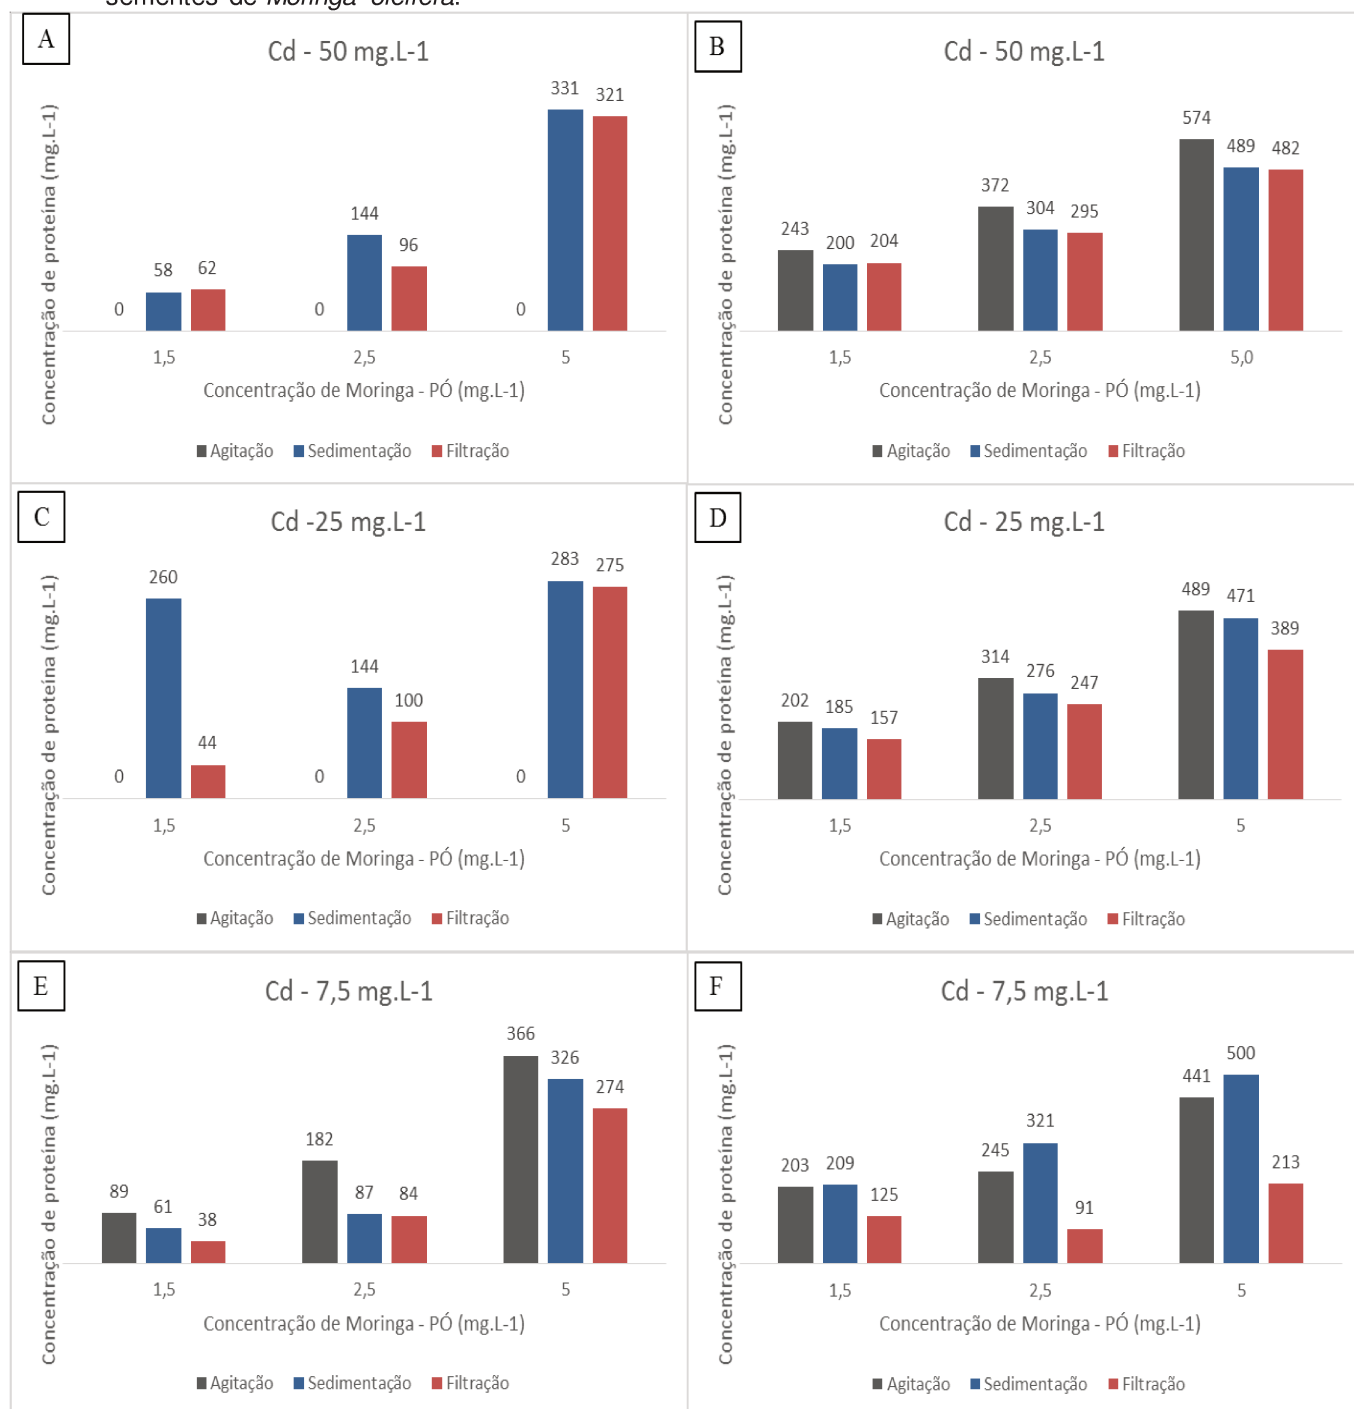 sementes de Moringa oleifera.
A
Cd - 50 mg.L-1
Concentração de proteína (mg.L-1)
331
321
144
96
58
62
0
0
0
1,5
2,5
5
Concentração de Moringa - PÓ (mg.L-1)
Agitação Sedimentação Filtração
B
Cd - 50 mg.L-1
Concentração de proteína (mg.L-1)
574
489
482
372
304
295
243
200
204
1,5
2,5
5,0
Concentração de Moringa - PÓ (mg.L-1)
Agitação Sedimentação Filtração
C
Cd -25 mg.L-1
Concentração de proteína (mg.L-1)
260
283
275
144
100
44
0
0
0
1,5
2,5
5
Concentração de Moringa - PÓ (mg.L-1)
Agitação Sedimentação Filtração
D
Cd - 25 mg.L-1
Concentração de proteína (mg.L-1)
489
471
389
314
276
247
202
185
157
1,5
2,5
5
Concentração de Moringa - PÓ (mg.L-1)
Agitação Sedimentação Filtração
E
Cd - 7,5 mg.L-1
Concentração de proteína (mg.L-1)
366
326
274
182
87
84
89
61
38
1,5
2,5
5
Concentração de Moringa - PÓ (mg.L-1)
Agitação Sedimentação Filtração
F
Cd - 7,5 mg.L-1
Concentração de proteína (mg.L-1)
500
441
321
245
213
203
209
125
91
1,5
2,5
5
Concentração de Moringa - PÓ (mg.L-1)
Agitação Sedimentação Filtração